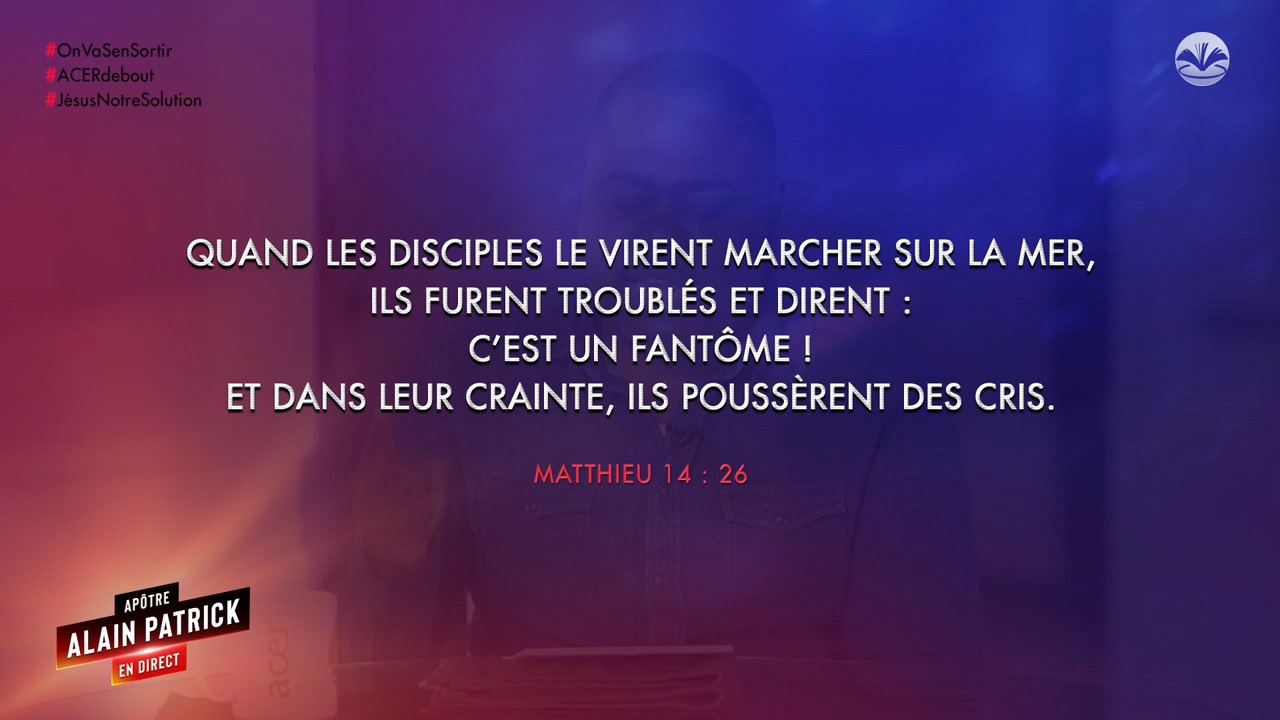 #OnVaSenSortir
#ACERdebout
#JésusNotreSolution
QUAND LES DISCIPLES LE VIRENT MARCHER SUR LA MER,
ILS FURENT TROUBLÉS ET DIRENT :
C’EST UN FANTÔME !
ET DANS LEUR CRAINTE, ILS POUSSÈRENT DES CRIS.
MATTHIEU 14 : 26
APÔTRE
ALAIN PATRICK
EN DIRECT
acer